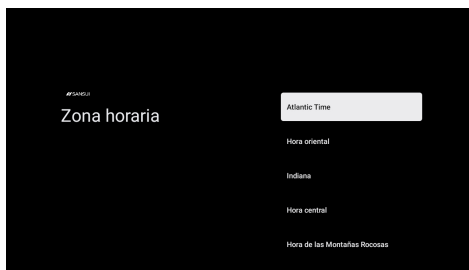 SANSUI
Zona horaria
Atlantic Time
Hora oriental
Indiana
Hora central
Hora de las Montañas Rocosas